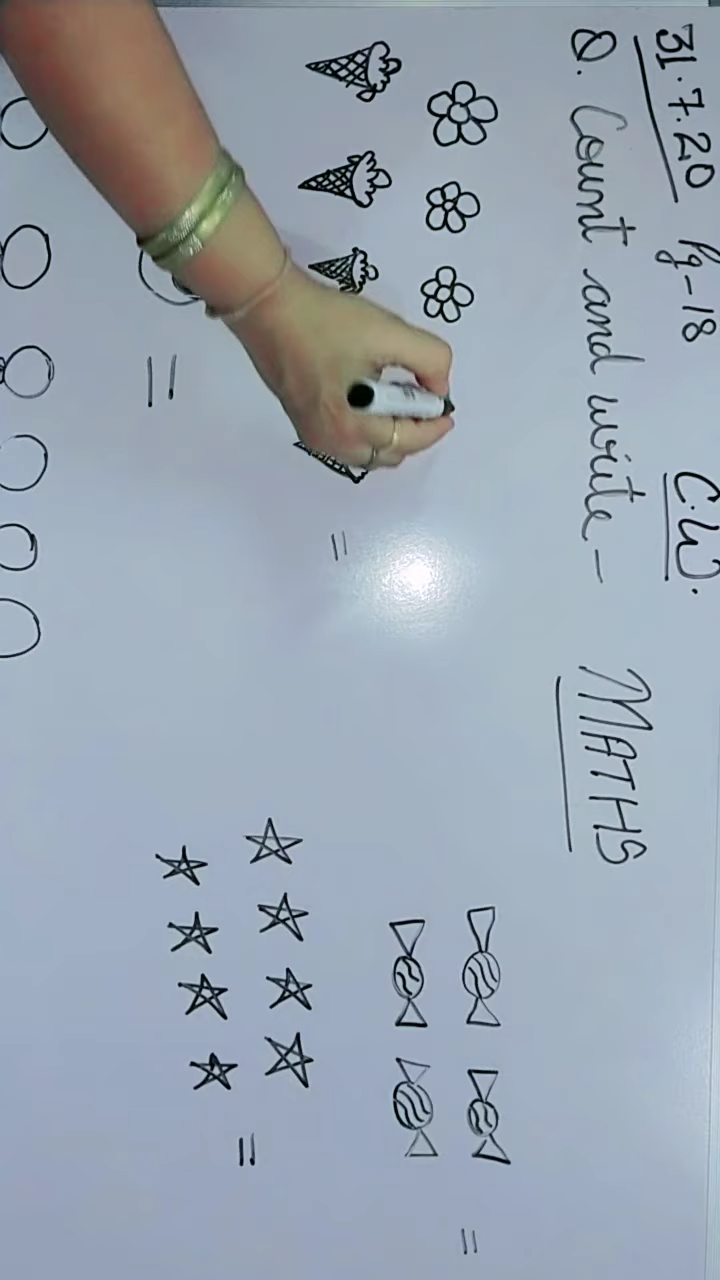 31.7.20 Pg-18 C.W.
Q. Count and write-
MATHS
=
=
=
=